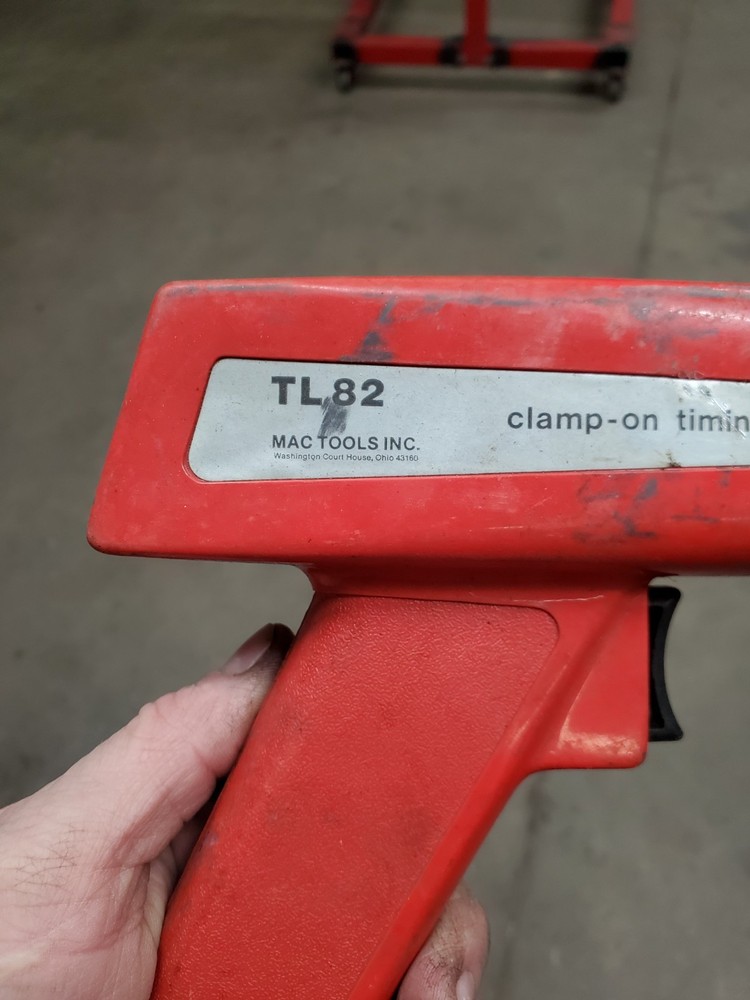 TL82
MAC TOOLS INC.
Washington Court House, Ohio 43160
clamp-on timin